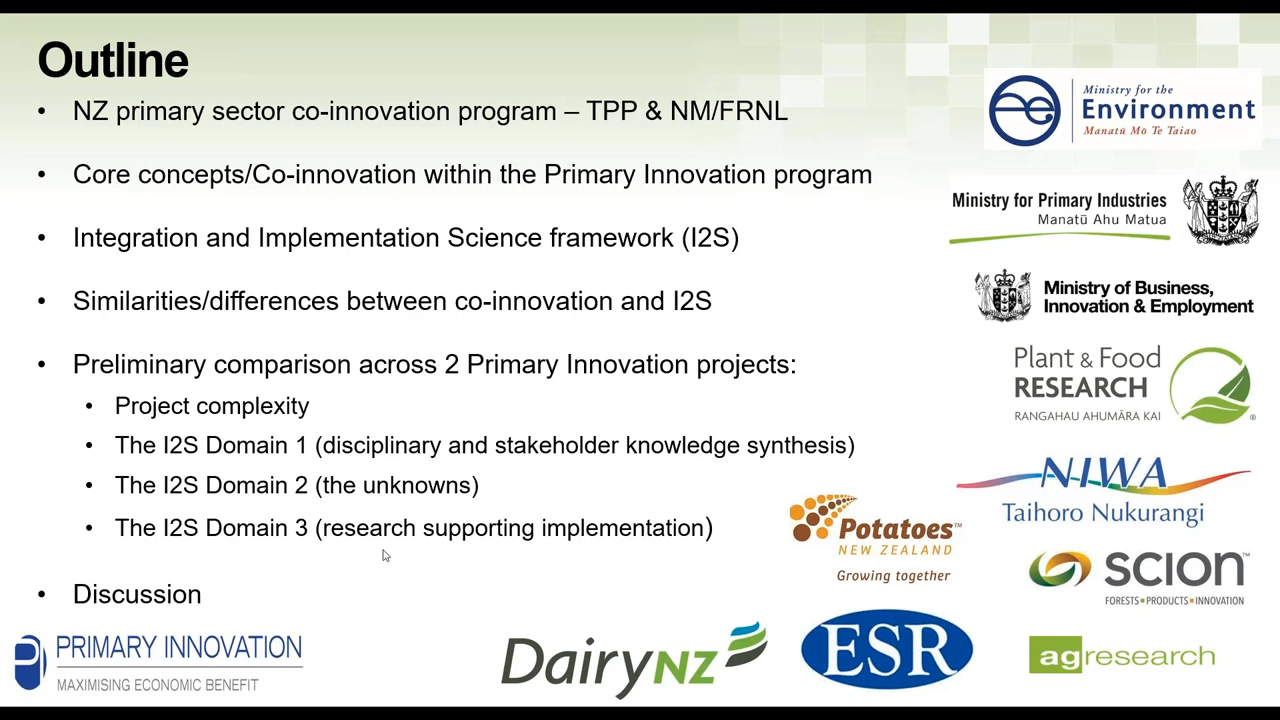 Outline
• NZ primary sector co-innovation program – TPP & NM/FRNL
• Core concepts/Co-innovation within the Primary Innovation program
• Integration and Implementation Science framework (I2S)
• Similarities/differences between co-innovation and I2S
• Preliminary comparison across 2 Primary Innovation projects:
• Project complexity
• The I2S Domain 1 (disciplinary and stakeholder knowledge synthesis)
• The I2S Domain 2 (the unknowns)
• The I2S Domain 3 (research supporting implementation)
• Discussion
Ministry for the
Environment
Manatū Mō Te Taiao
Ministry for Primary Industries
Manatū Ahu Matua
Ministry of Business,
Innovation & Employment
Plant & Food
RESEARCH
RANGAHAU AHUMĀRA KAI
®
NIWA
Taihoro Nukurangi
Potatoes™
NEW ZEALAND
Growing together
SCION™
FORESTS▪PRODUCTS▪INNOVATION
PRIMARY INNOVATION
MAXIMISING ECONOMIC BENEFIT
DairyNZ
ESR
agresearch